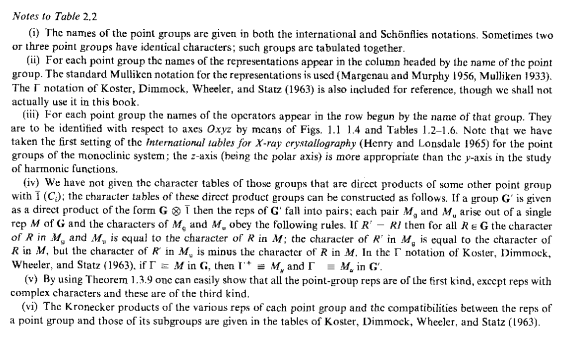 Notes to Table 2.2
(i) The names of the point groups are given in both the international and Schönflies notations. Sometimes two
or three point groups have identical characters; such groups are tabulated together.
(ii) For each point group the names of the representations appear in the column headed by the name of the point
group. The standard Mulliken notation for the representations is used (Margenau and Murphy 1956, Mulliken 1933).
The Γ notation of Koster, Dimmock, Wheeler, and Statz (1963) is also included for reference, though we shall not
actually use it in this book.
(iii) For each point group the names of the operators appear in the row begun by the name of that group. They
are to be identified with respect to axes Oxyz by means of Figs. 1.1 1.4 and Tables 1.2–1.6. Note that we have
taken the first setting of the International tables for X-ray crystallography (Henry and Lonsdale 1965) for the point
groups of the monoclinic system; the z-axis (being the polar axis) is more appropriate than the y-axis in the study
of harmonic functions.
(iv) We have not given the character tables of those groups that are direct products of some other point group
with 1̄ (Cᵢ); the character tables of these direct product groups can be constructed as follows. If a group G′ is given
as a direct product of the form G ⊗ 1̄ then the reps of G′ fall into pairs; each pair M_g and M_u arise out of a single
rep M of G and the characters of M_g and M_u obey the following rules. If R′ = RI then for all R ∈ G the character
of R in M_g and M_u is equal to the character of R in M; the character of R′ in M_g is equal to the character of
R in M, but the character of R′ in M_u is minus the character of R in M. In the Γ notation of Koster, Dimmock,
Wheeler, and Statz (1963), if Γ ≡ M in G, then Γ⁺ ≡ M_g and Γ ≡ M_u in G′.
(v) By using Theorem 1.3.9 one can easily show that all the point-group reps are of the first kind, except reps with
complex characters and these are of the third kind.
(vi) The Kronecker products of the various reps of each point group and the compatibilities between the reps of
a point group and those of its subgroups are given in the tables of Koster, Dimmock, Wheeler, and Statz (1963).